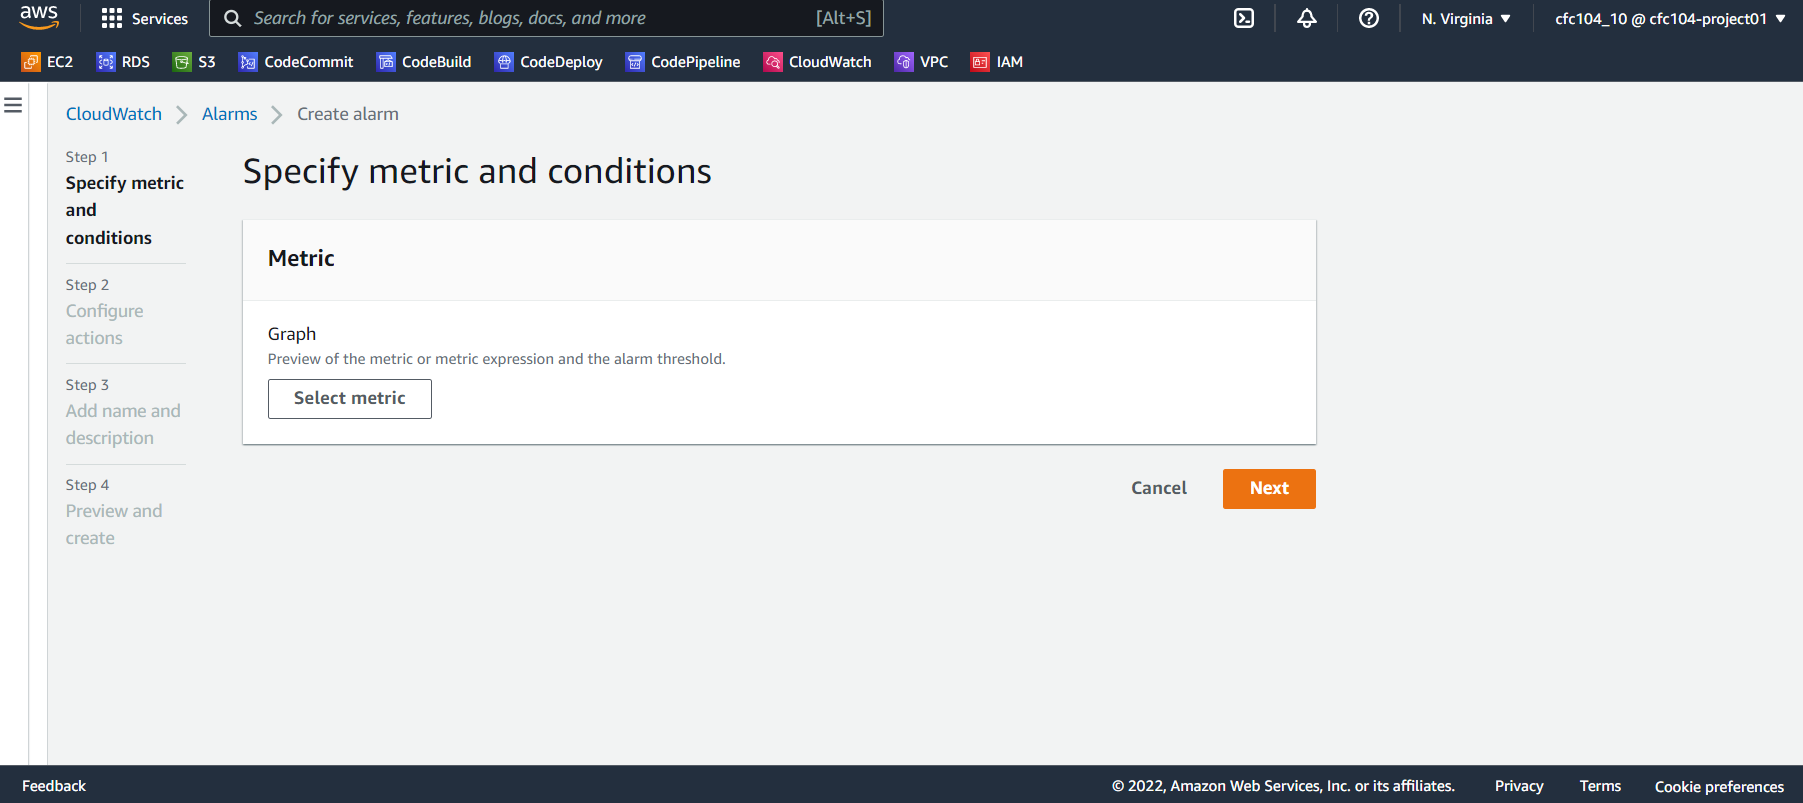 aws
Services
Search for services, features, blogs, docs, and more
[Alt+S]
N. Virginia
cfc104_10 @ cfc104-project01
EC2
RDS
S3
CodeCommit
CodeBuild
CodeDeploy
CodePipeline
CloudWatch
VPC
IAM
CloudWatch
Alarms
Create alarm
Step 1
Specify metric
and
conditions
Step 2
Configure
actions
Step 3
Add name and
description
Step 4
Preview and
create
Specify metric and conditions
Metric
Graph
Preview of the metric or metric expression and the alarm threshold.
Select metric
Cancel
Next
Feedback
© 2022, Amazon Web Services, Inc. or its affiliates.
Privacy
Terms
Cookie preferences